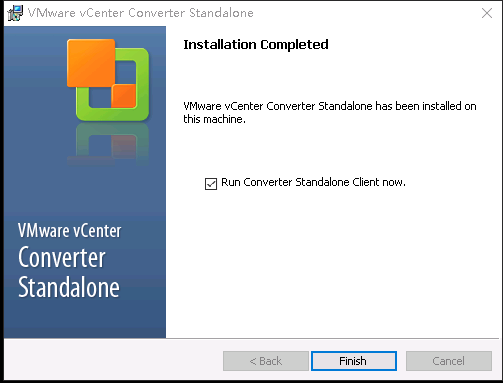 VMware vCenter Converter Standalone
Installation Completed
VMware vCenter Converter Standalone has been installed on
this machine.
Run Converter Standalone Client now.
VMware vCenter
Converter
Standalone
< Back
Finish
Cancel